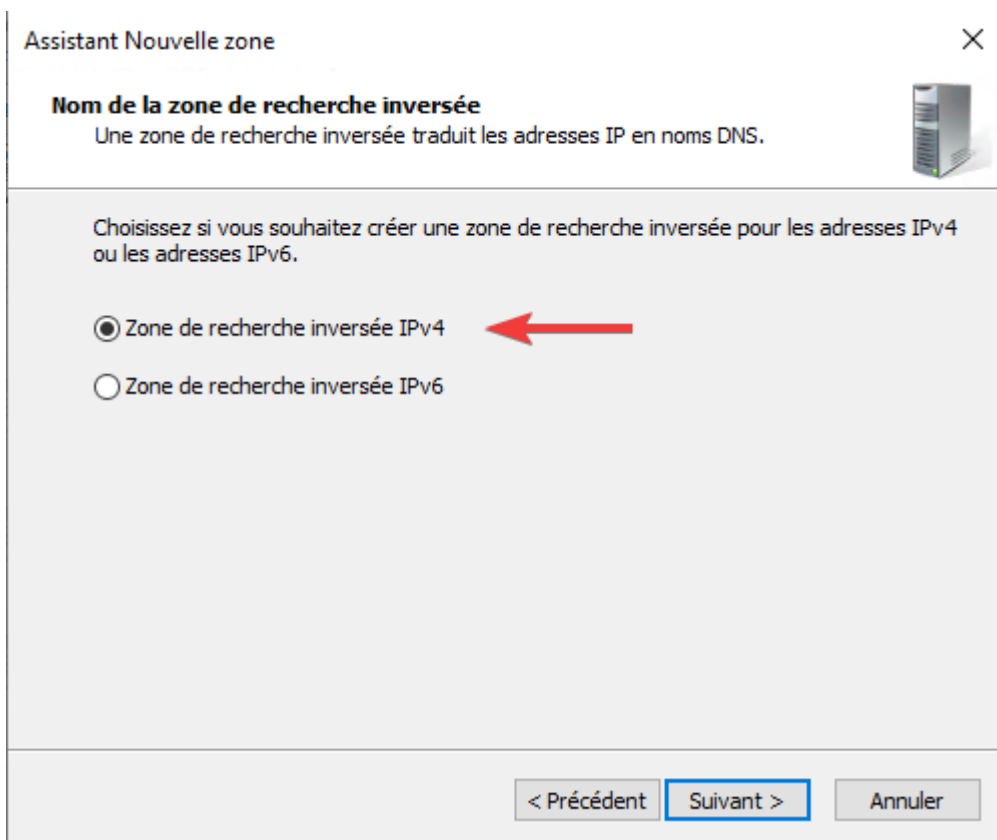 Assistant Nouvelle zone
Nom de la zone de recherche inversée
Une zone de recherche inversée traduit les adresses IP en noms DNS.
Choisissez si vous souhaitez créer une zone de recherche inversée pour les adresses IPv4
ou les adresses IPv6.
Zone de recherche inversée IPv4
Zone de recherche inversée IPv6
< Précédent Suivant > Annuler